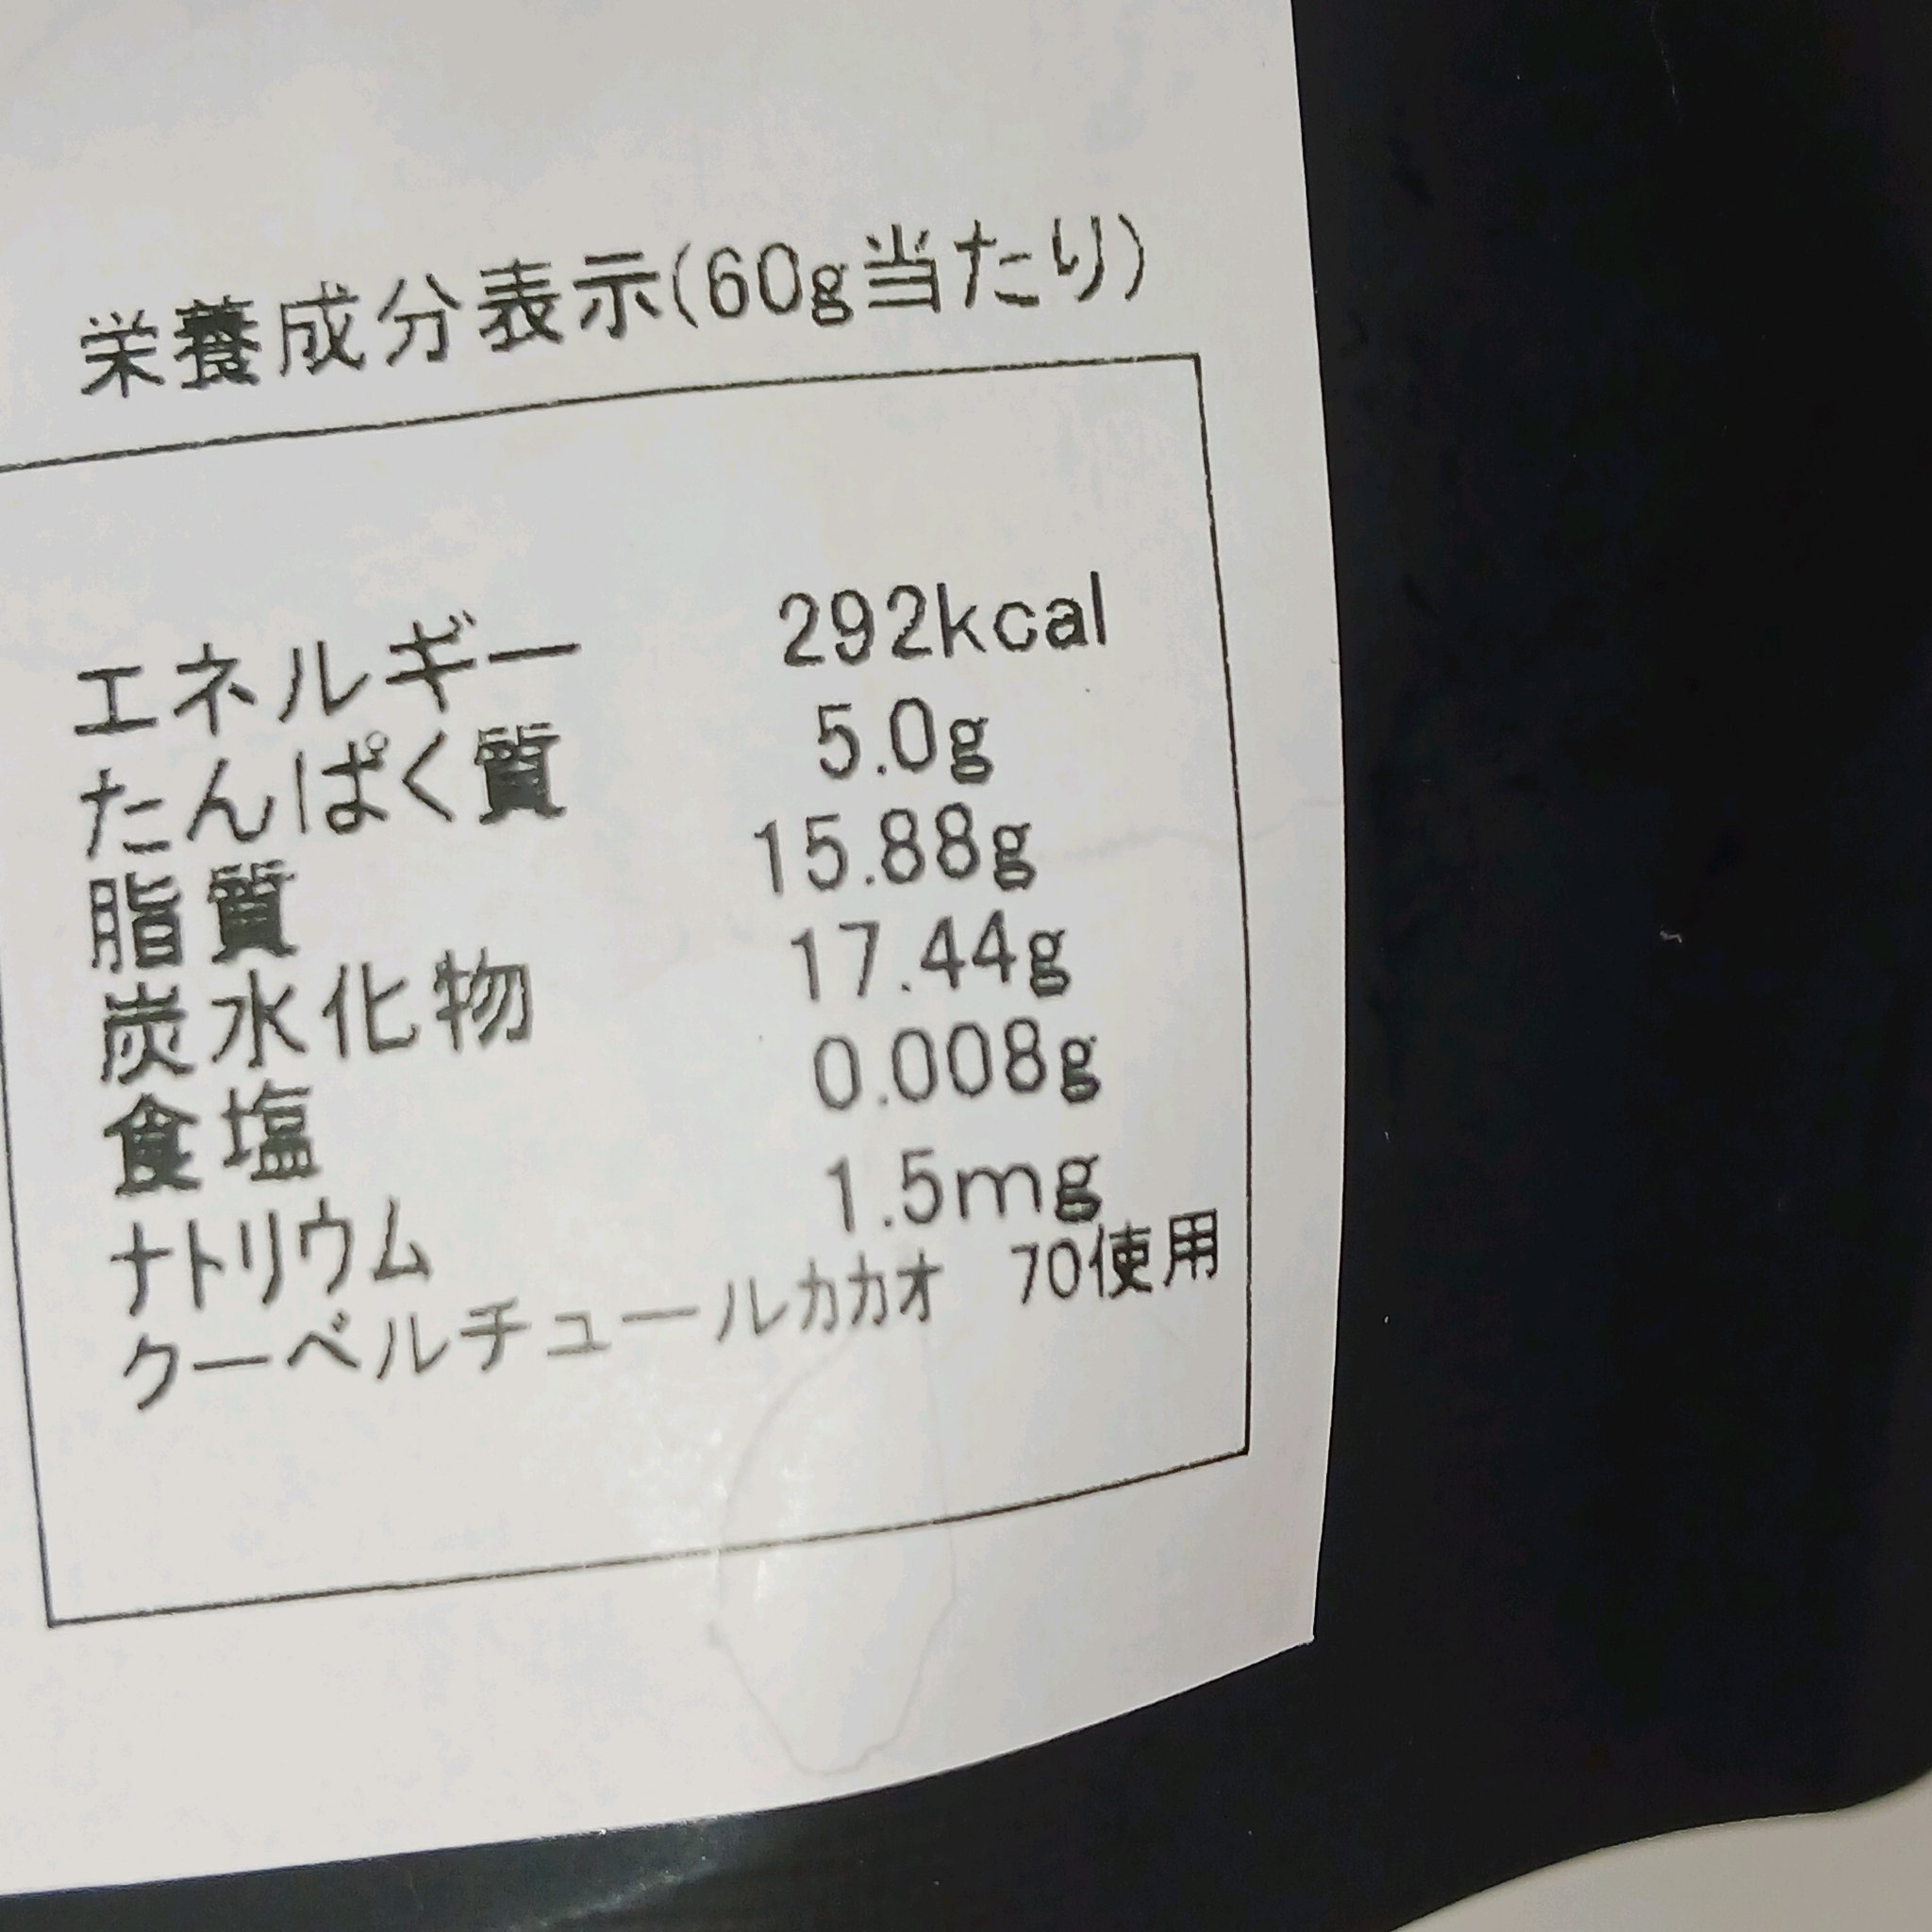 栄養成分表示(60g当たり)
エネルギー 292kcal
たんぱく質 5.0g
脂質 15.88g
炭水化物 17.44g
食塩 0.008g
ナトリウム 1.5mg
クーベルチュールカカオ 70使用